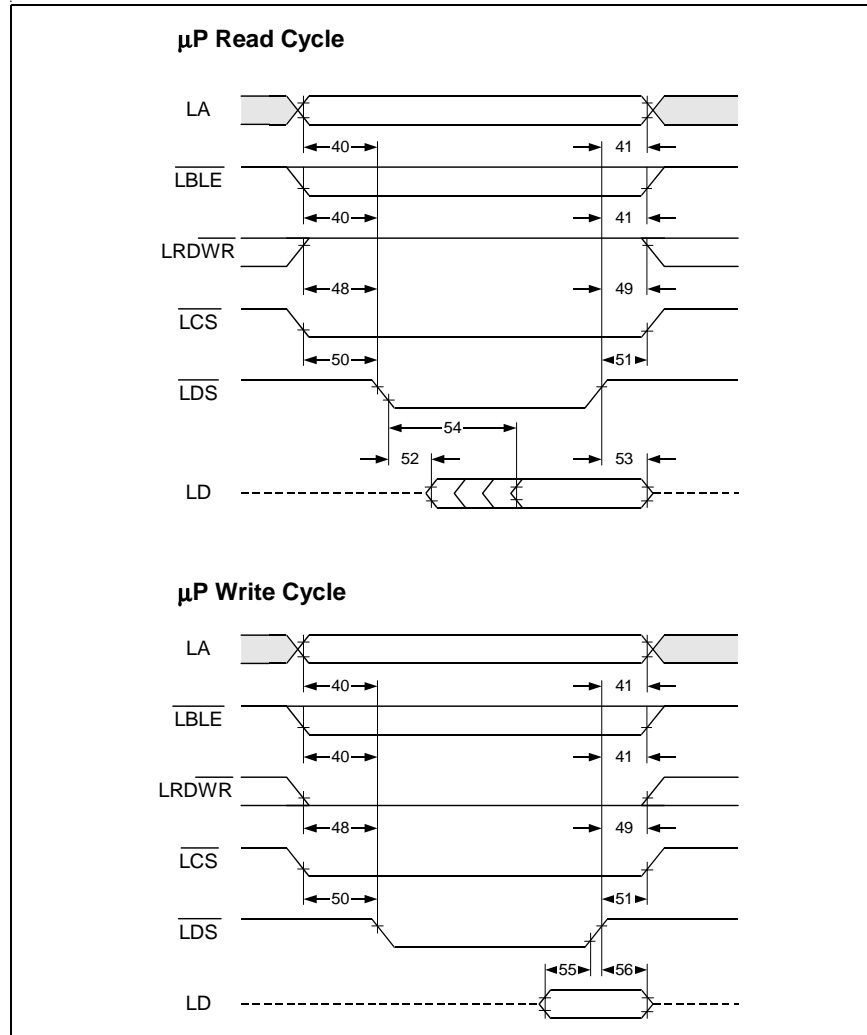 μP Read Cycle
LA
40 41
LBLE
40 41
LRDWR
48 49
LCS
50 51
LDS
54
52 53
LD
μP Write Cycle
LA
40 41
LBLE
40 41
LRDWR
48 49
LCS
50 51
LDS
55 56
LD